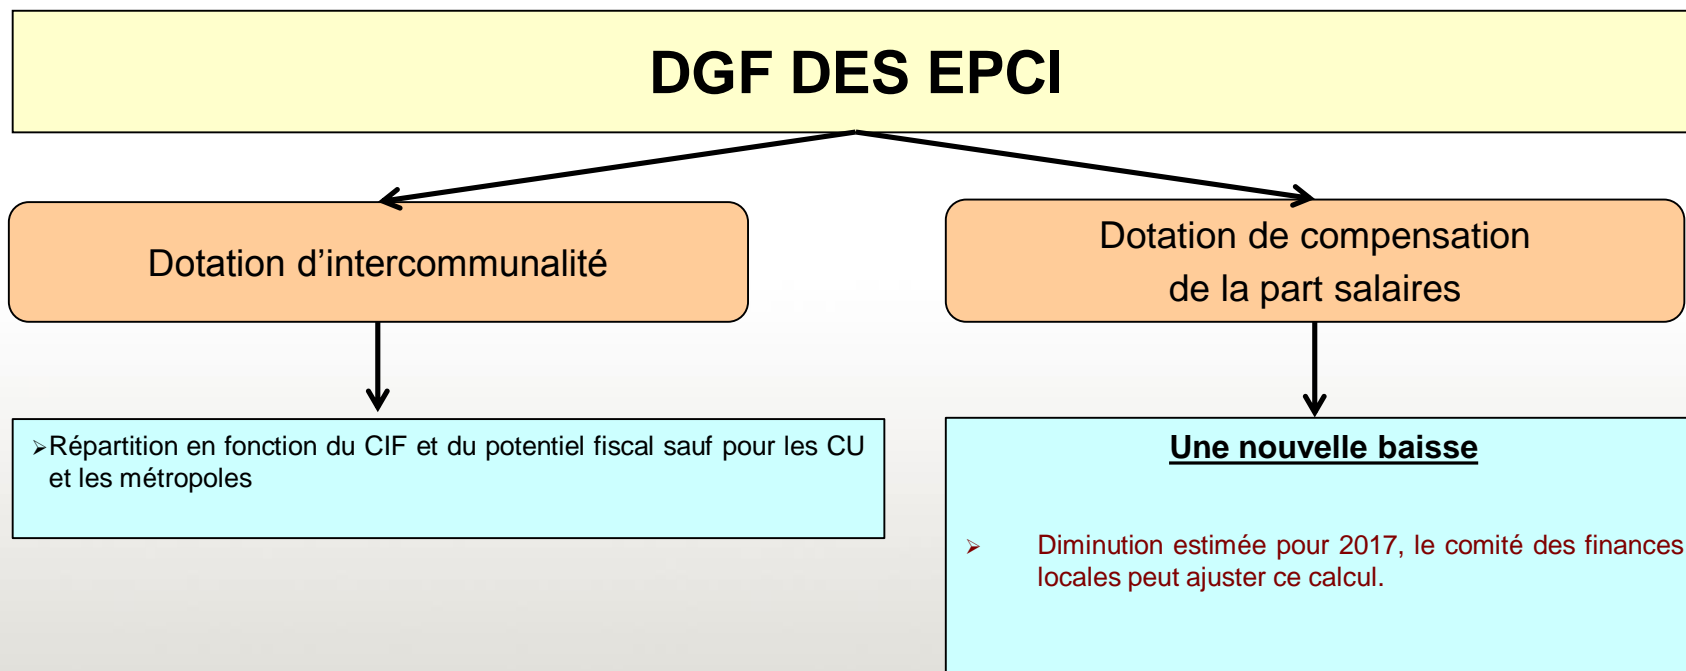 DGF DES EPCI
Dotation d’intercommunalité
Dotation de compensation
de la part salaires
➢Répartition en fonction du CIF et du potentiel fiscal sauf pour les CU
et les métropoles
Une nouvelle baisse
➢ Diminution estimée pour 2017, le comité des finances
locales peut ajuster ce calcul.